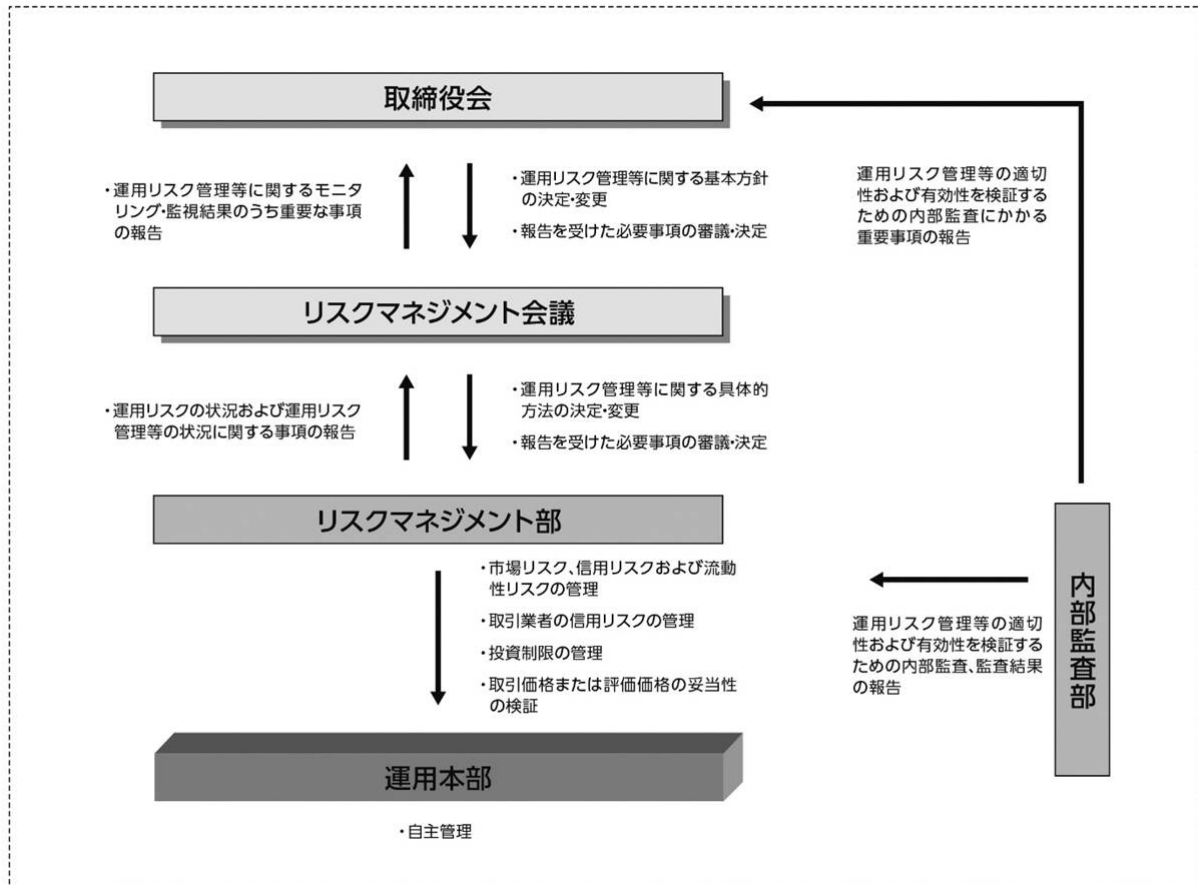 取締役会
・運用リスク管理等に関するモニタ
リング・監視結果のうち重要な事項
の報告
・運用リスク管理等に関する基本方針
の決定・変更
・報告を受けた必要事項の審議・決定
運用リスク管理等の適切
性および有効性を検証する
ための内部監査にかかる
重要事項の報告
リスクマネジメント会議
・運用リスクの状況および運用リスク
管理等の状況に関する事項の報告
・運用リスク管理等に関する具体的
方法の決定・変更
・報告を受けた必要事項の審議・決定
リスクマネジメント部
・市場リスク、信用リスクおよび流動
性リスクの管理
・取引業者の信用リスクの管理
・投資制限の管理
・取引価格または評価価格の妥当性
の検証
運用リスク管理等の適切
性および有効性を検証する
ための内部監査、監査結果
の報告
内部監査部
運用本部
・自主管理